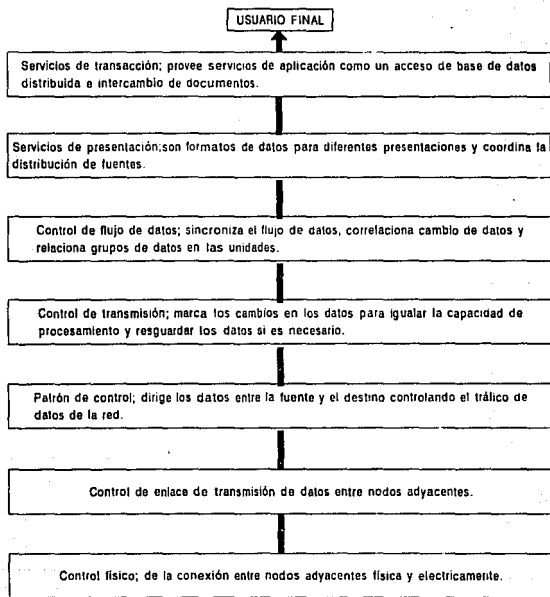 USUARIO FINAL
Servicios de transacción; provee servicios de aplicación como un acceso de base de datos
distribuida e intercambio de documentos.
Servicios de presentación;son formatos de datos para diferentes presentaciones y coordina la
distribución de fuentes.
Control de flujo de datos; sincroniza el flujo de datos, correlaciona cambio de datos y
relaciona grupos de datos en las unidades.
Control de transmisión; marca los cambios en los datos para igualar la capacidad de
procesamiento y resguardar los datos si es necesario.
Patrón de control; dirige los datos entre la fuente y el destino controlando el tráfico de
datos de la red.
Control de enlace de transmisión de datos entre nodos adyacentes.
Control físico; de la conexión entre nodos adyacentes física y electricamente.